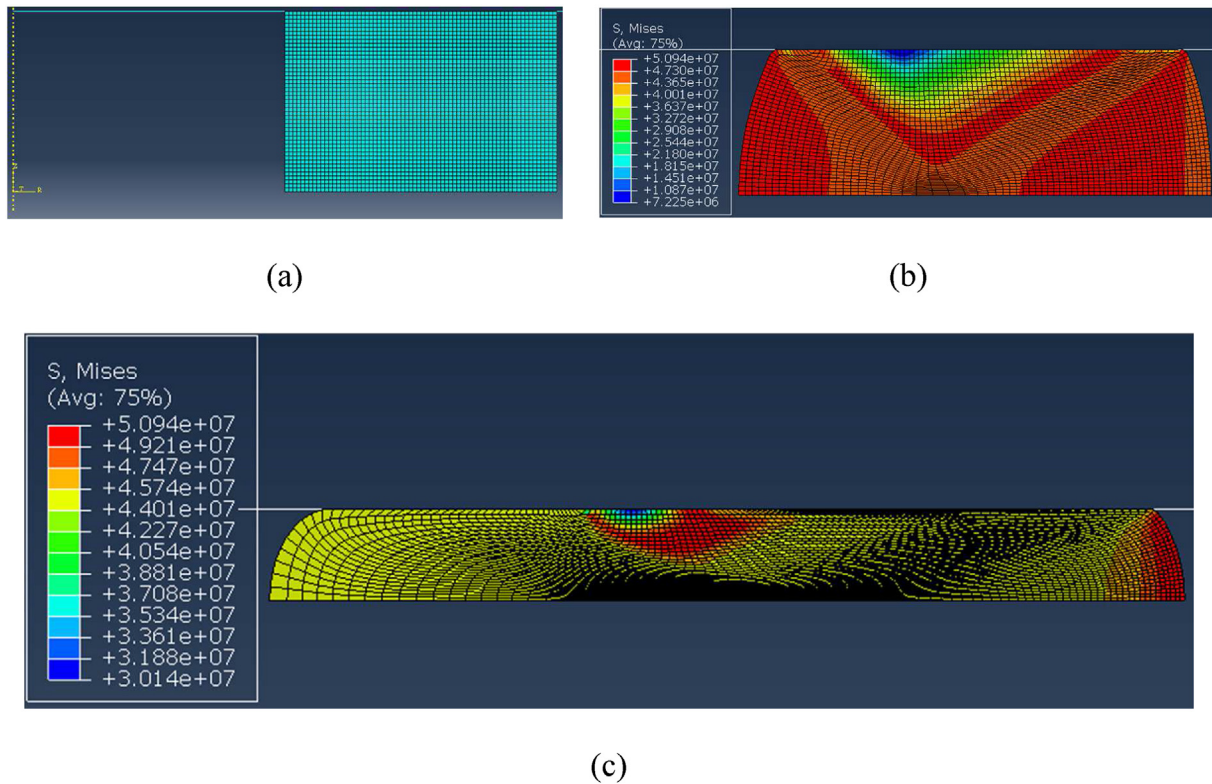 T
R
(a)
S, Mises
(Avg: 75%)
+5.094e+07
+4.730e+07
+4.365e+07
+4.001e+07
+3.637e+07
+3.272e+07
+2.908e+07
+2.544e+07
+2.180e+07
+1.815e+07
+1.451e+07
+1.087e+07
+7.225e+06
(b)
S, Mises
(Avg: 75%)
+5.094e+07
+4.921e+07
+4.747e+07
+4.574e+07
+4.401e+07
+4.227e+07
+4.054e+07
+3.881e+07
+3.708e+07
+3.534e+07
+3.361e+07
+3.188e+07
+3.014e+07
(c)